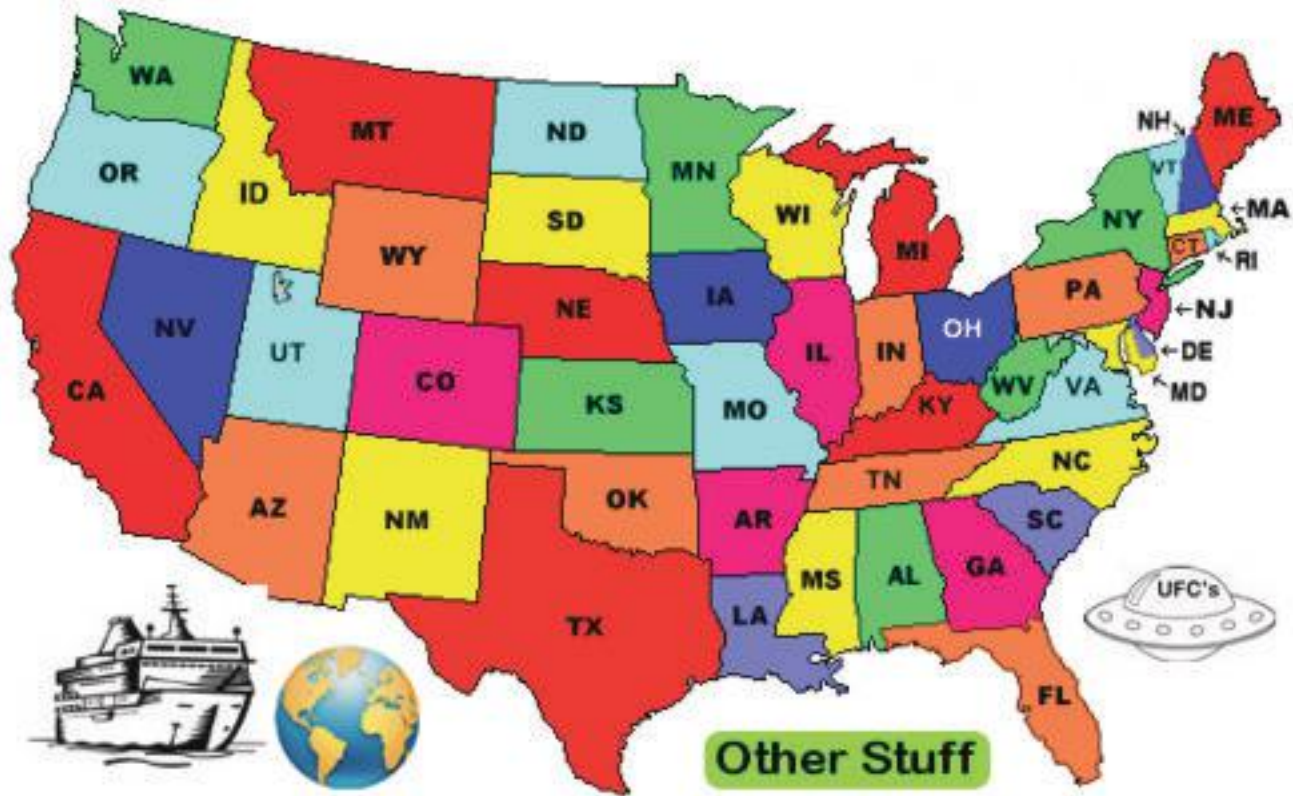 WA
MT
ND
MN
NH
ME
OR
ID
VT
WI
SD
NY
←MA
WY
MI
CT
RI
NE
IA
PA
←NJ
NV
OH
UT
IL
IN
←DE
CO
WV
VA
MD
CA
KS
MO
KY
NC
TN
AZ
NM
OK
AR
SC
GA
MS
AL
UFC's
LA
TX
FL
Other Stuff